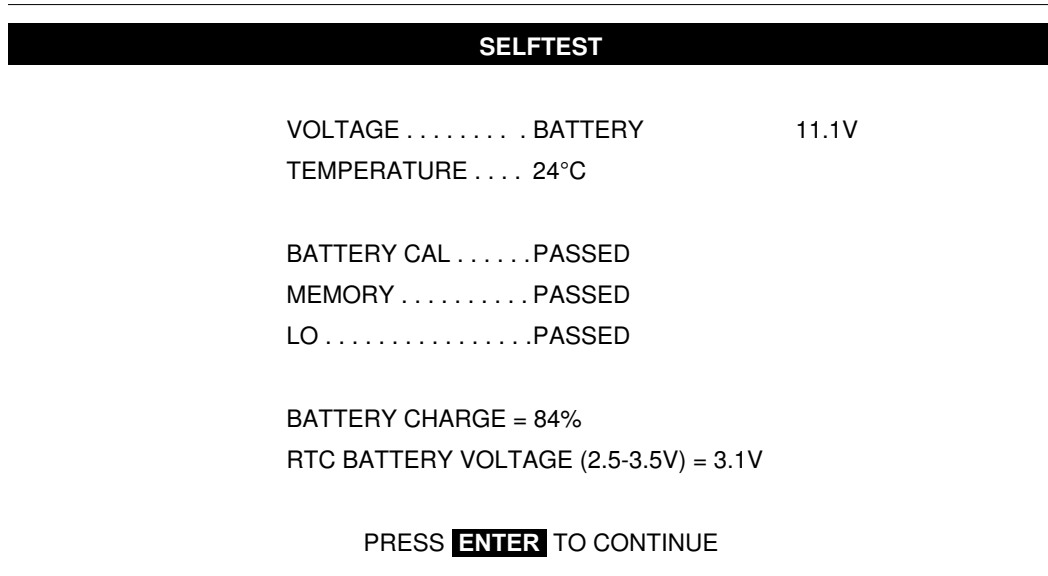 SELFTEST
VOLTAGE . . . . . . . . . BATTERY 11.1V
TEMPERATURE . . . . 24°C
BATTERY CAL . . . . . . PASSED
MEMORY . . . . . . . . . . PASSED
LO . . . . . . . . . . . . . . . . PASSED
BATTERY CHARGE = 84%
RTC BATTERY VOLTAGE (2.5-3.5V) = 3.1V
PRESS ENTER TO CONTINUE